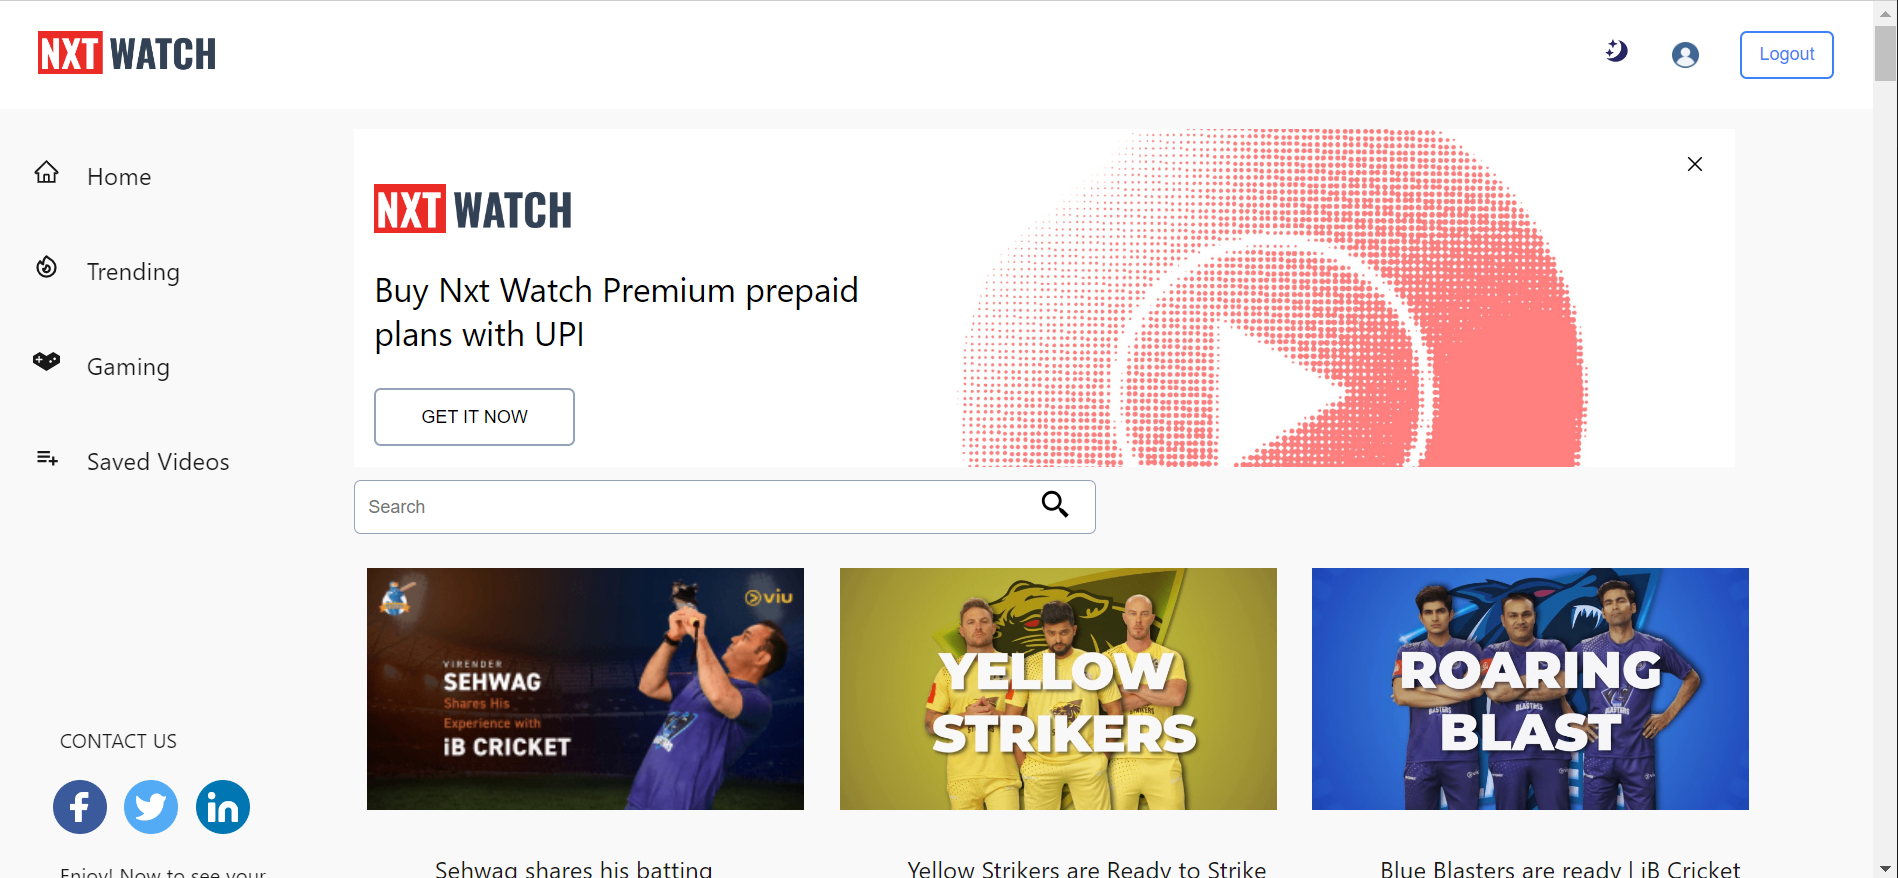 NXT WATCH
Logout
Home
Trending
Gaming
Saved Videos
CONTACT US
Enjoy! Now to see your
NXT WATCH
Buy Nxt Watch Premium prepaid
plans with UPI
GET IT NOW
Search
viu
VIRENDER
SEHWAG
Shares His
Experience with
iB CRICKET
Sehwag shares his batting
YELLOW
STRIKERS
Yellow Strikers are Ready to Strike
ROARING
BLAST
BLASTERS
Blue Blasters are ready | iB Cricket